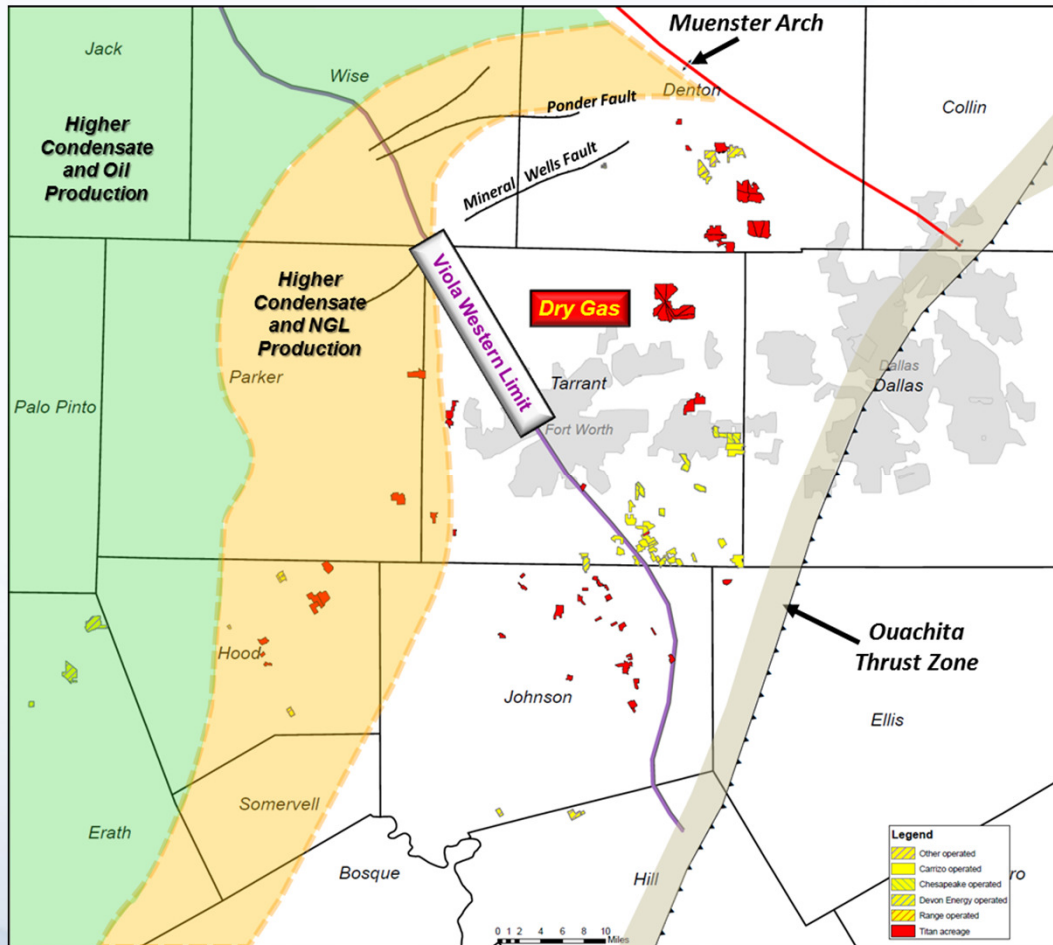 Muenster Arch
Jack
Wise
Denton
Collin
Higher
Condensate
and Oil
Production
Ponder Fault
Mineral Wells Fault
Higher
Condensate
and NGL
Production
Viola Western Limit
Dry Gas
Parker
Palo Pinto
Tarrant
Fort Worth
Dallas
Dallas
Ouachita
Thrust Zone
Hood
Johnson
Ellis
Somervell
Erath
Bosque
Hill
ro
Legend
Other operated
Carrizo operated
Chesapeake operated
Devon Energy operated
Range operated
Titan acreage
0 1 2 4 6 8 10
Miles